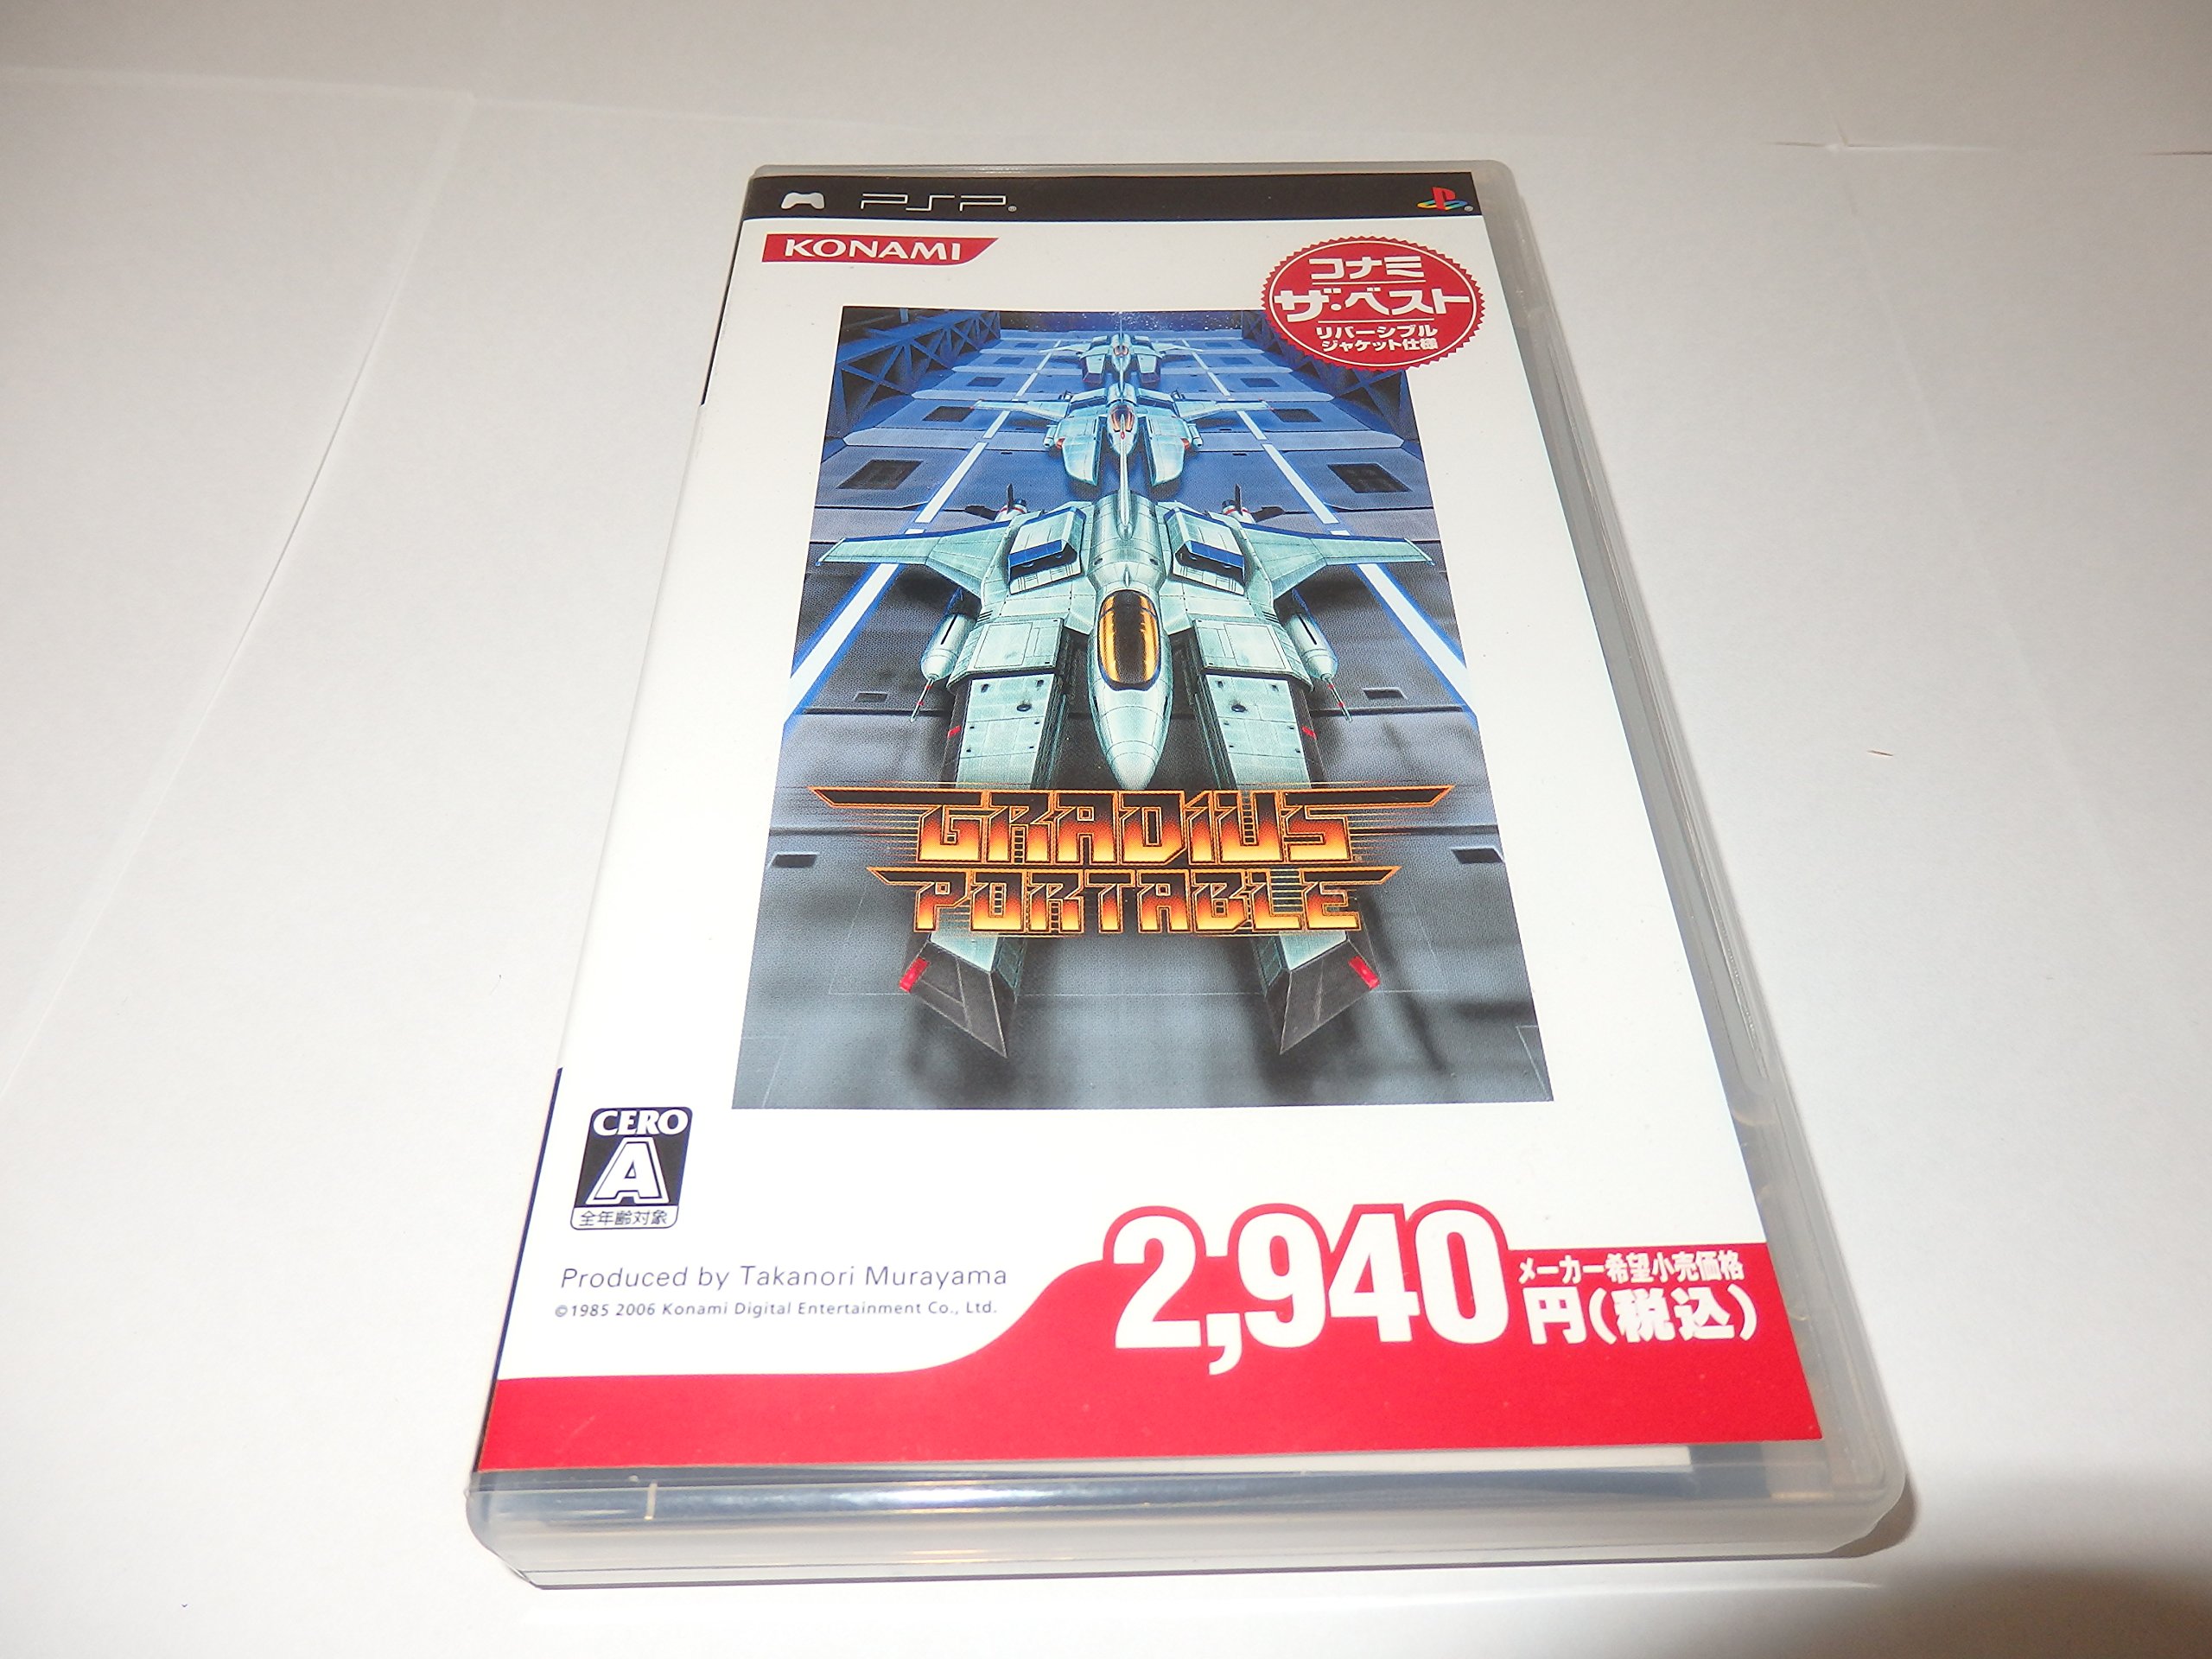 PSP®
KONAMI
コナミ
ザ・ベスト
リバーシブル
ジャケット仕様
GRADIUS
PORTABLE
CERO
A
全年齢対象
Produced by Takanori Murayama
©1985 2006 Konami Digital Entertainment Co., Ltd.
2,940
メーカー希望小売価格
円(税込)